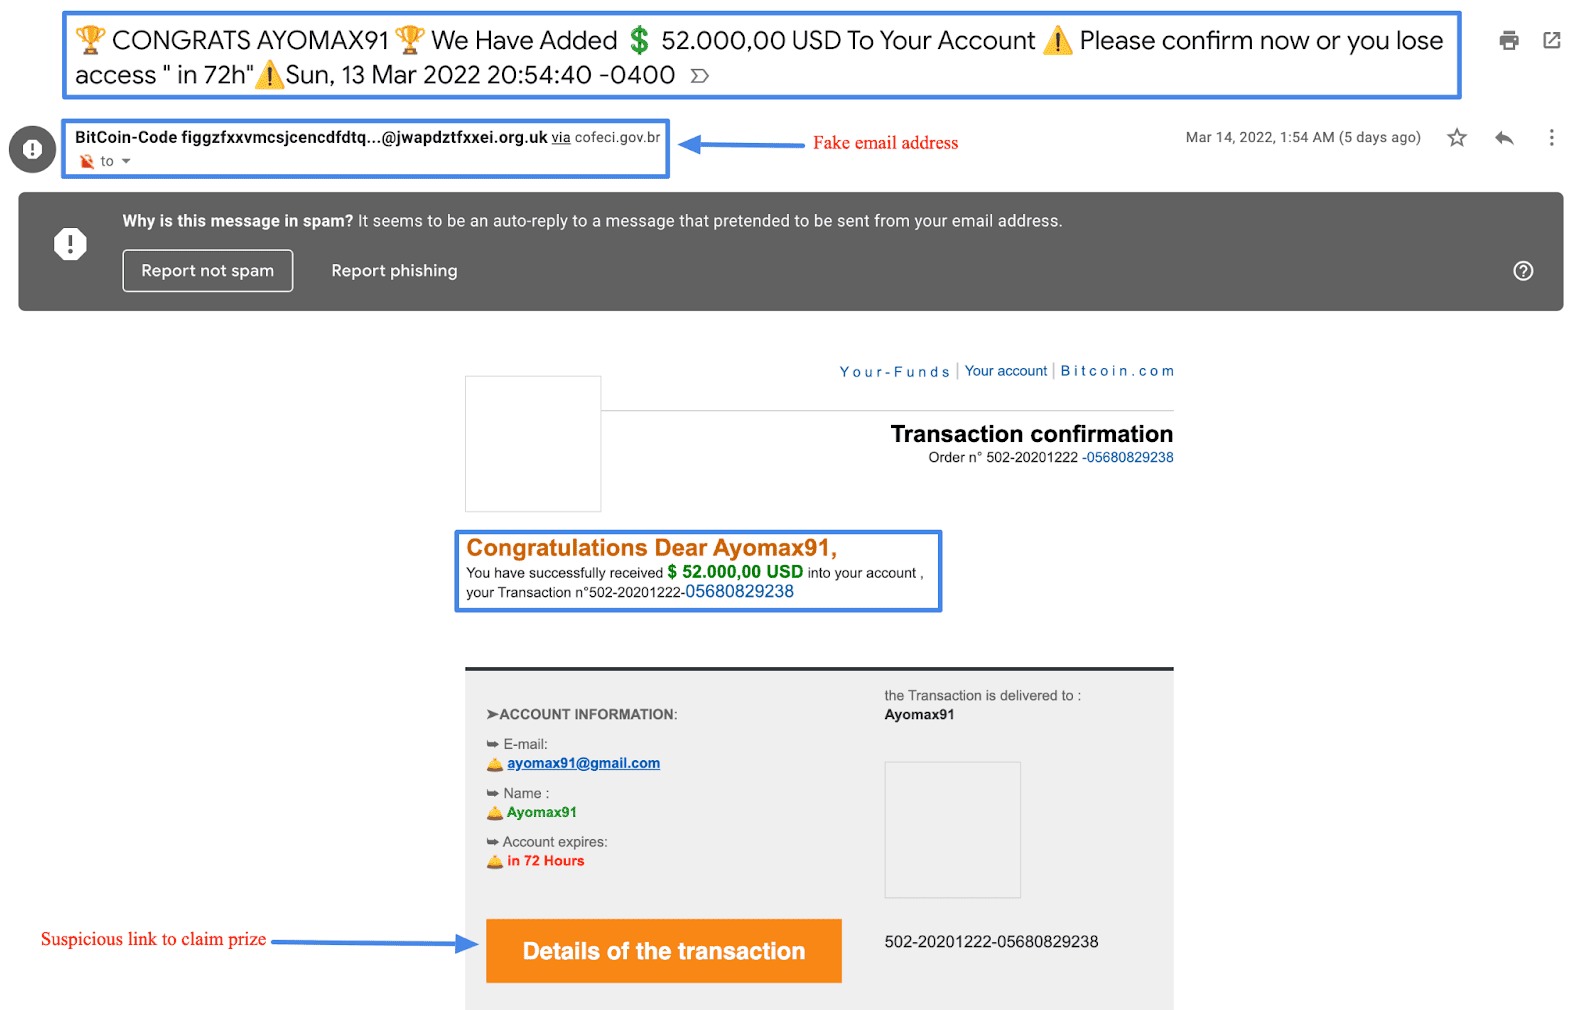 🏆 CONGRATS AYOMAX91 🏆 We Have Added 💲 52.000,00 USD To Your Account ⚠️ Please confirm now or you lose
access " in 72h"⚠️Sun, 13 Mar 2022 20:54:40 -0400
BitCoin-Code figgzfxxvmcsjcencdfdtq...@jwapdztfxxei.org.uk via cofeci.gov.br
Fake email address
Mar 14, 2022, 1:54 AM (5 days ago)
to
Why is this message in spam? It seems to be an auto-reply to a message that pretended to be sent from your email address.
Report not spam
Report phishing
Your-Funds | Your account | Bitcoin.com
Transaction confirmation
Order n° 502-20201222 -05680829238
Congratulations Dear Ayomax91,
You have successfully received $ 52.000,00 USD into your account ,
your Transaction n°502-20201222-05680829238
the Transaction is delivered to :
Ayomax91
➤ACCOUNT INFORMATION:
➥ E-mail:
🛎 ayomax91@gmail.com
➥ Name :
🛎 Ayomax91
➥ Account expires:
🛎 in 72 Hours
Suspicious link to claim prize
Details of the transaction
502-20201222-05680829238